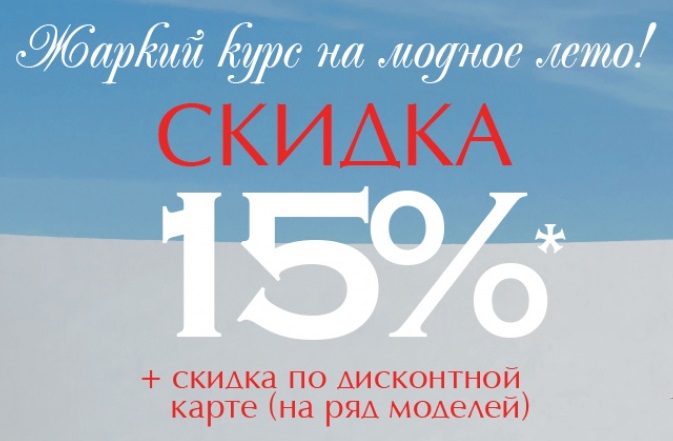 Жаркий курс на модное лето!
СКИДКА
15%*
+ скидка по дисконтной
карте (на ряд моделей)